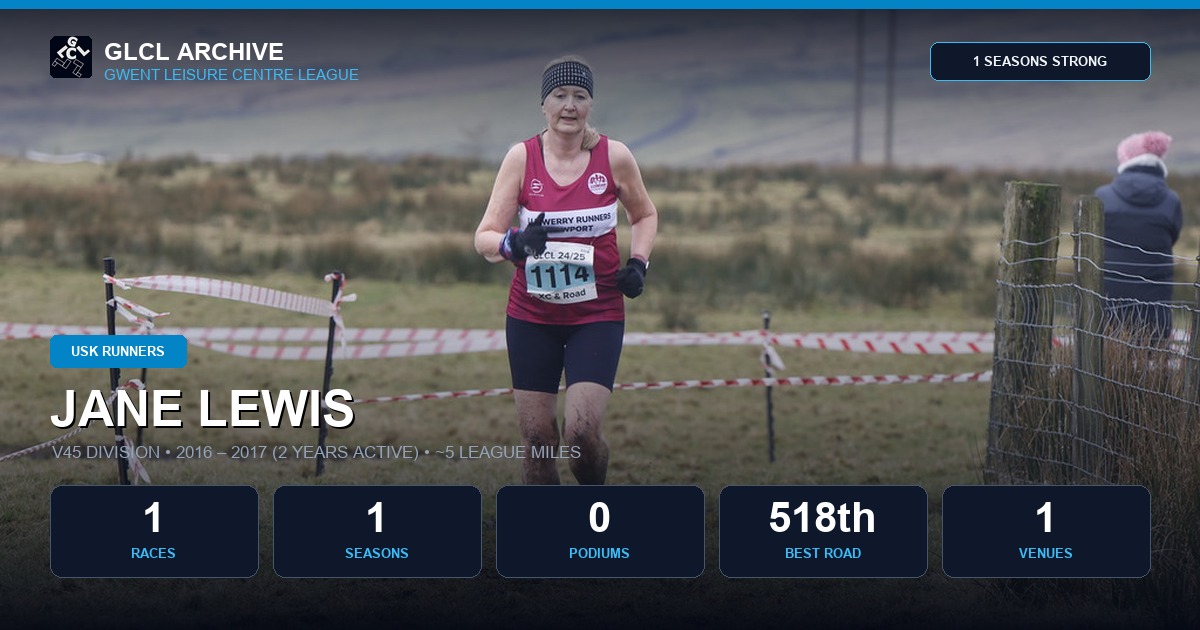 GLCL ARCHIVE
GWENT LEISURE CENTRE LEAGUE
1 SEASONS STRONG
RUNNERS
GLCL 24/25
1114
XC & Road
USK RUNNERS
JANE LEWIS
V45 DIVISION • 2016 – 2017 (2 YEARS ACTIVE) • ~5 LEAGUE MILES
1
RACES
1
SEASONS
0
PODIUMS
518th
BEST ROAD
1
VENUES